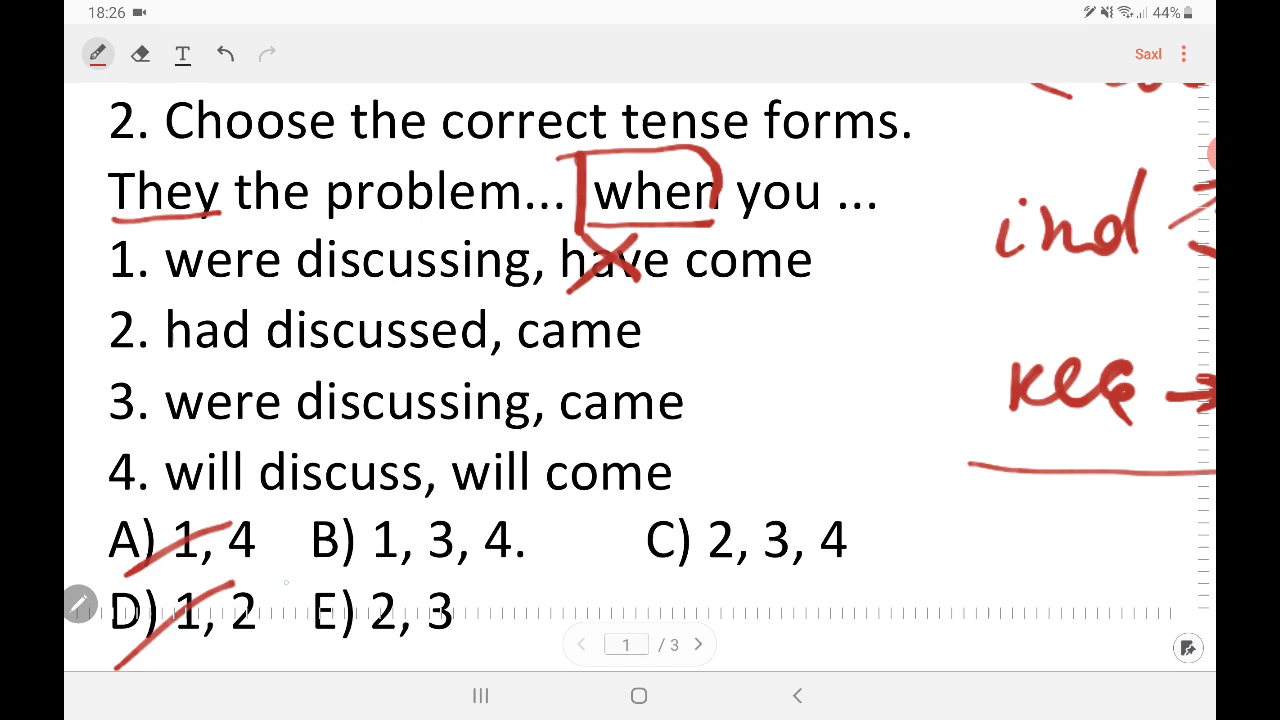 18:26 44%
T Saxl
2. Choose the correct tense forms.
They the problem... when you ...
ind
1. were discussing, have come
2. had discussed, came
3. were discussing, came
4. will discuss, will come
A) 1, 4 B) 1, 3, 4. C) 2, 3, 4
D) 1, 2 E) 2, 3
1 / 3